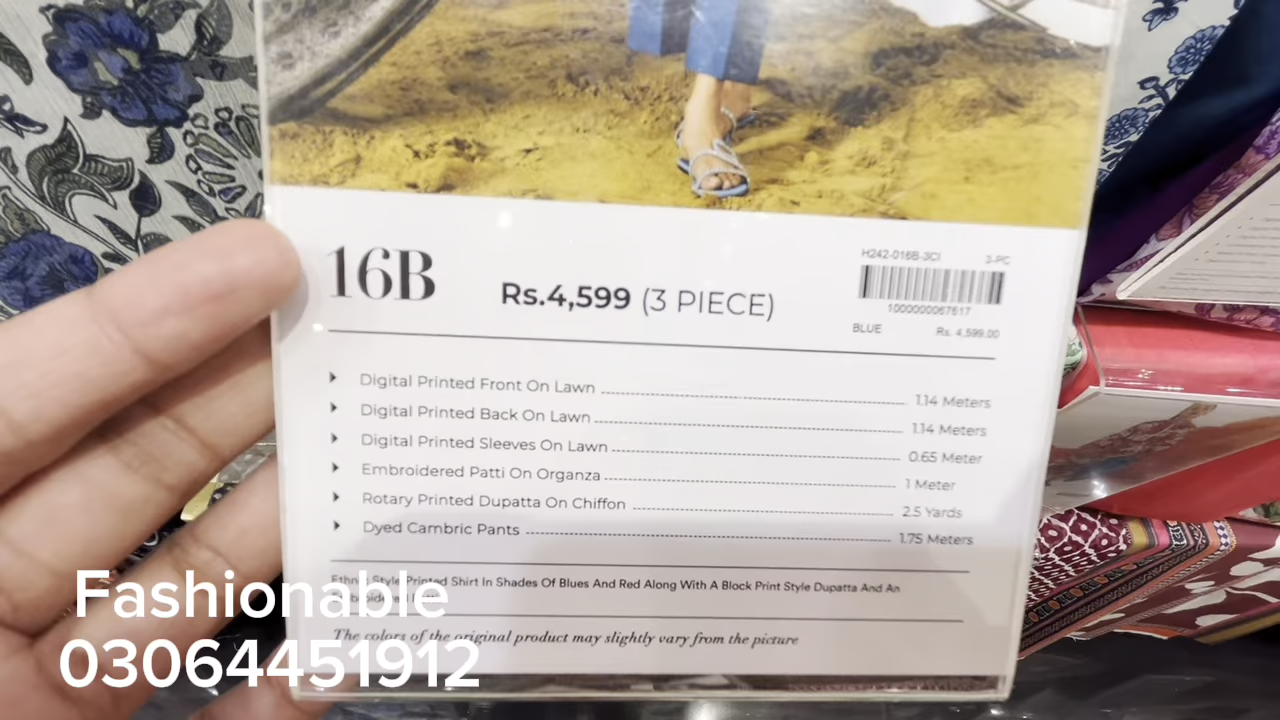 16B
Rs.4,599 (3 PIECE)
H242-016B-3CI 3-PC
1000000067617
BLUE Rs. 4,599.00
Digital Printed Front On Lawn 1.14 Meters
Digital Printed Back On Lawn 1.14 Meters
Digital Printed Sleeves On Lawn 0.65 Meter
Embroidered Patti On Organza 1 Meter
Rotary Printed Dupatta On Chiffon 2.5 Yards
Dyed Cambric Pants 1.75 Meters
Ethnic Style Printed Shirt In Shades Of Blues And Red Along With A Block Print Style Dupatta And An
Embroidered
The colors of the original product may slightly vary from the picture
Fashionable
03064451912